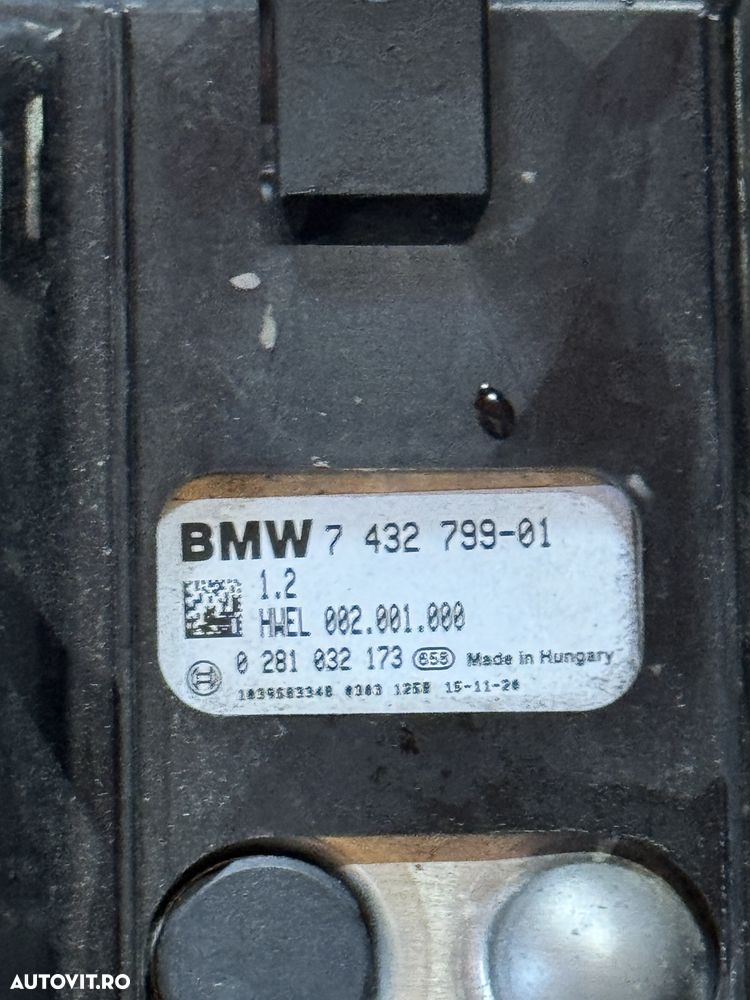 BMW 7 432 799-01
1.2
HWEL 002.001.000
0 281 032 173 658 Made in Hungary
1039S83348 0303 1258 15-11-20
AUTOVIT.RO